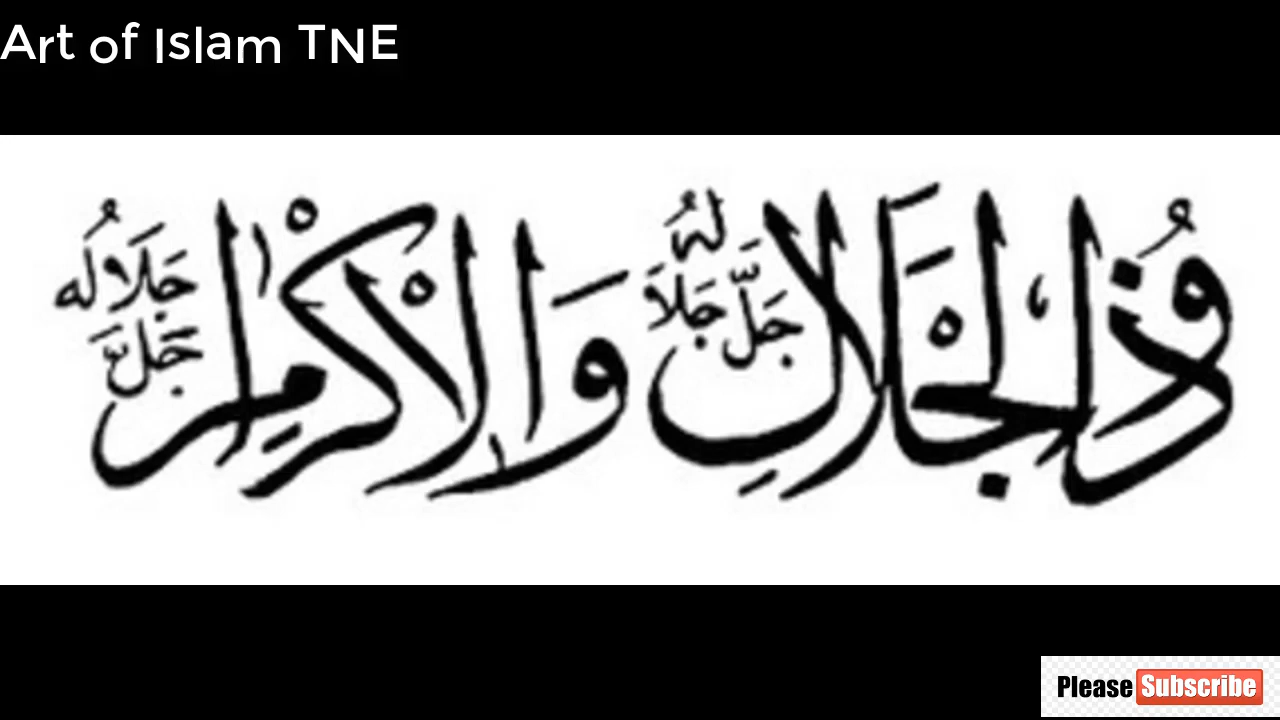 Art of Islam TNE
ذُو الْجَلَالِ جَلَّ جَلَالُهُ وَالْإِكْرَامِ جَلَّ جَلَالُهُ
Please Subscribe